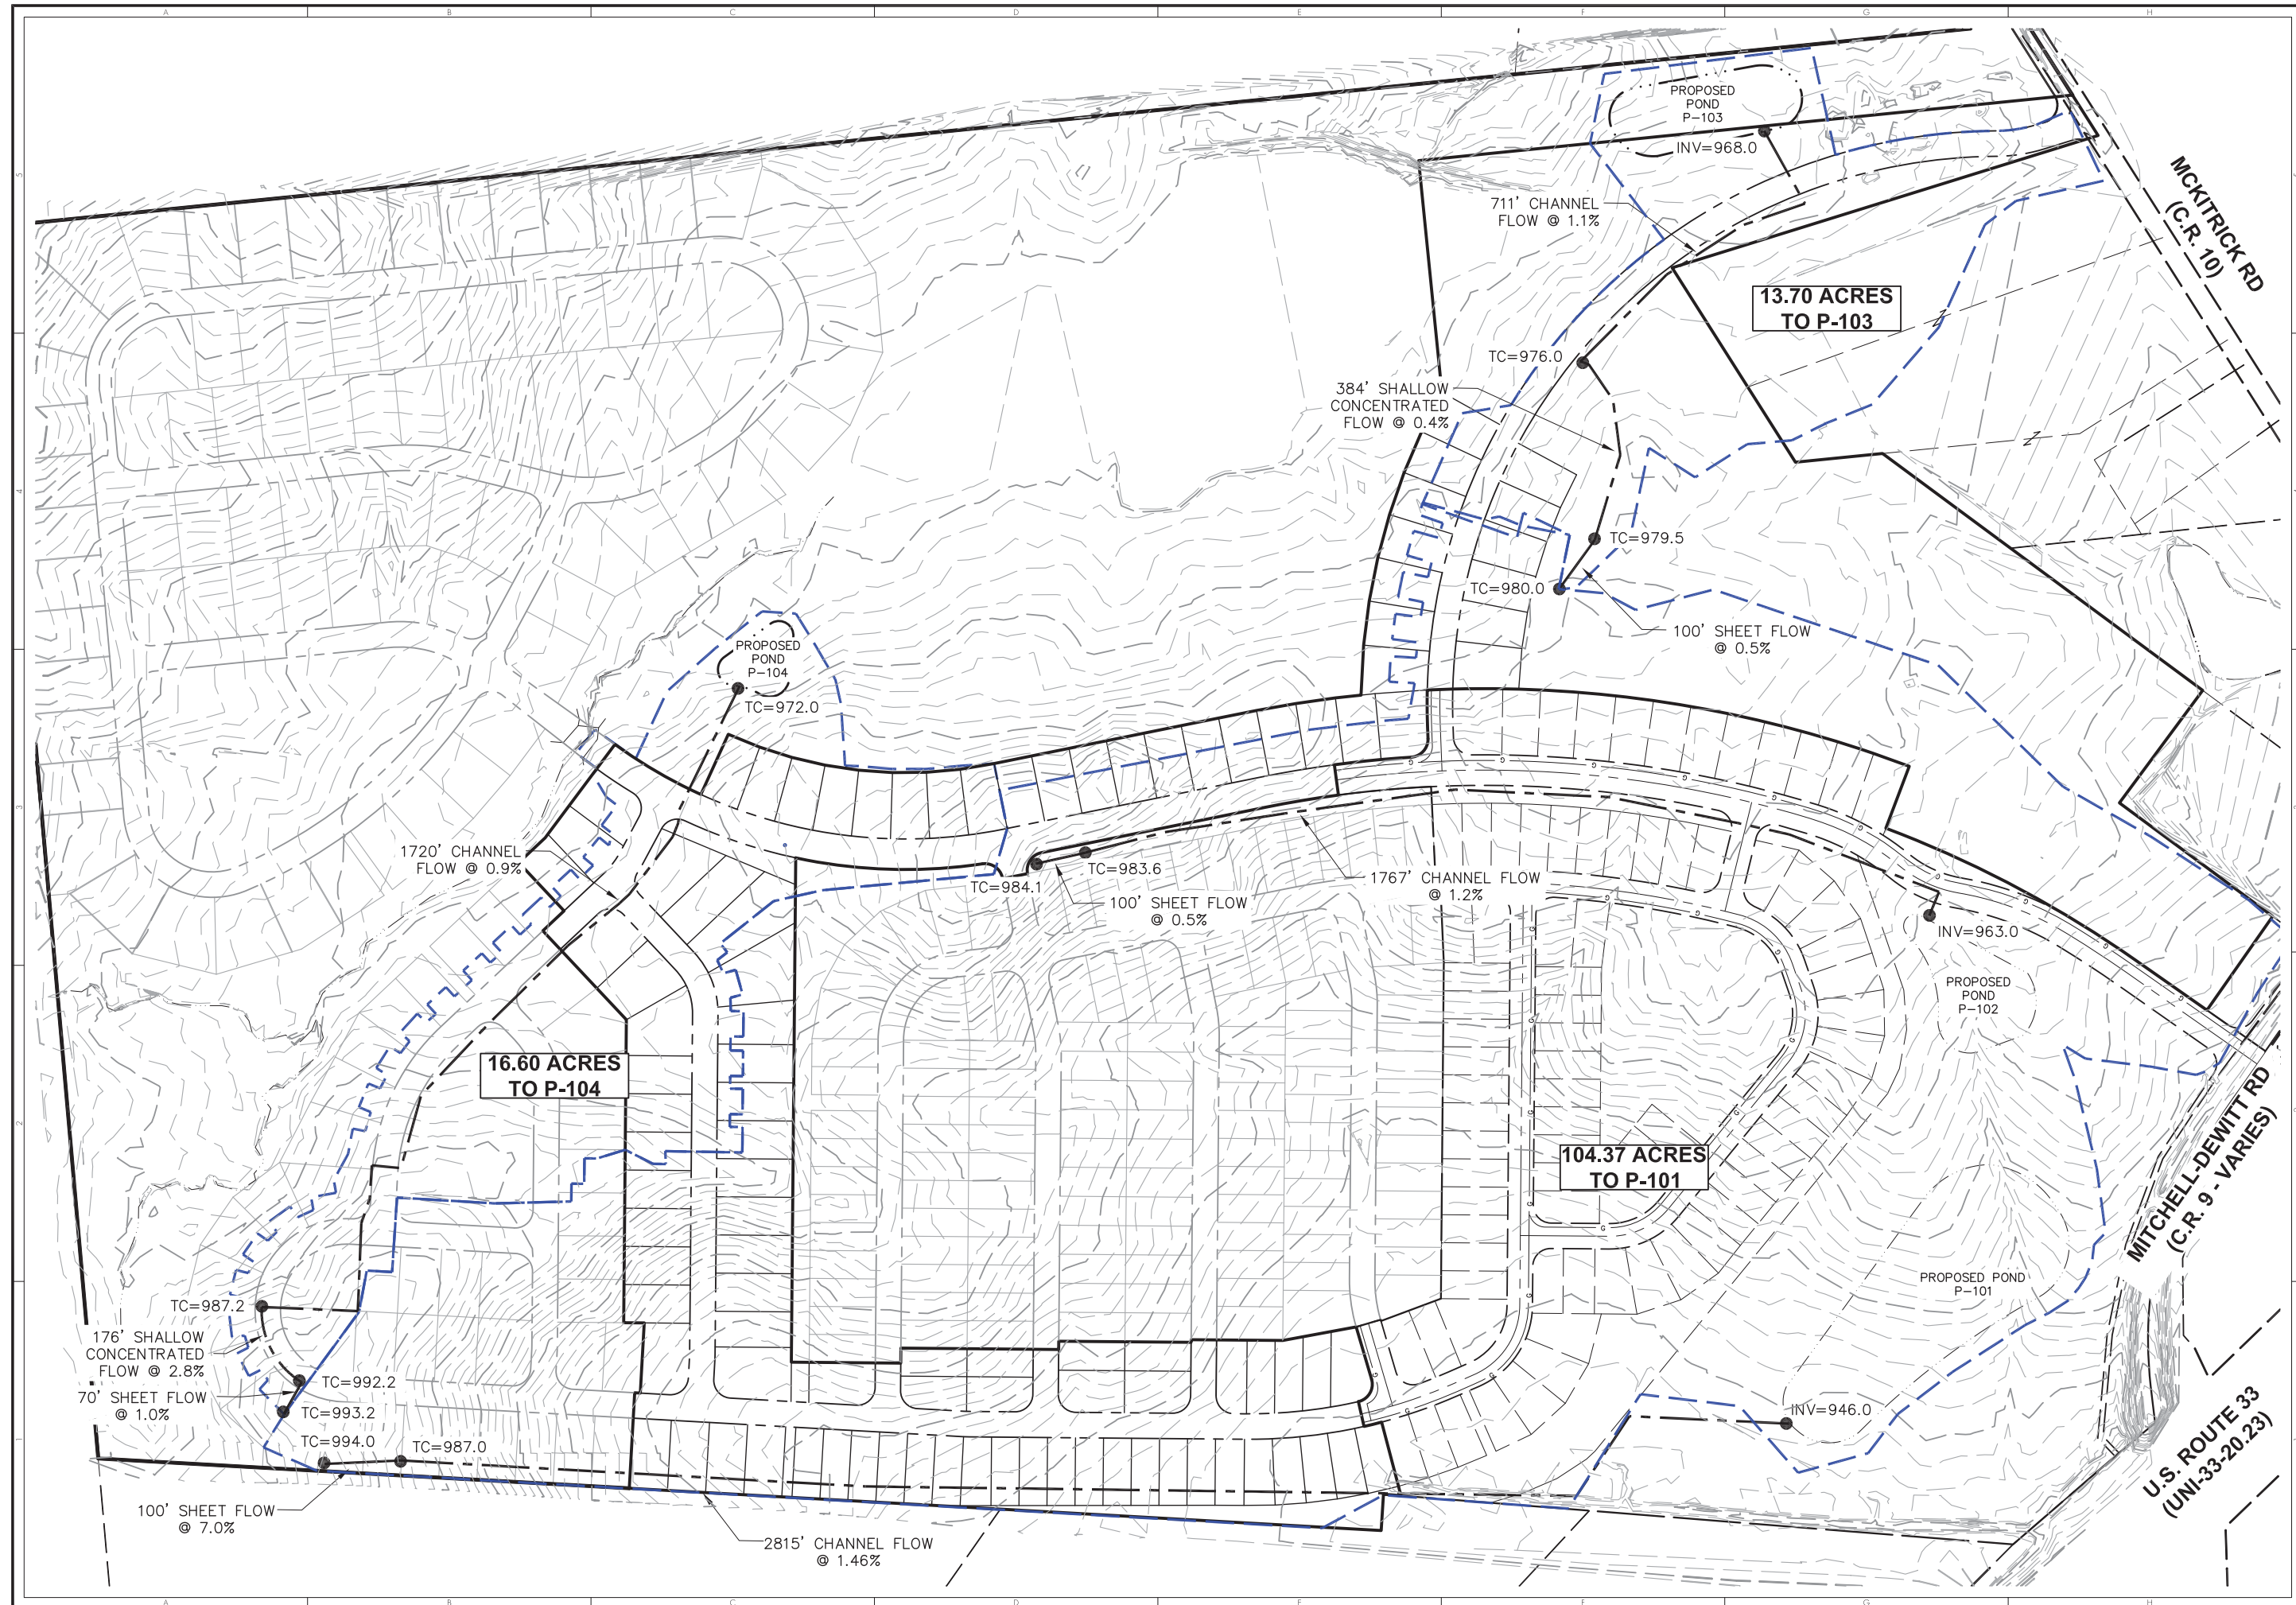 A
B
C
D
E
F
G
H
PROPOSED
POND
P-103
INV=968.0
5
MCKITRICK RD
(C.R. 10)
711' CHANNEL
FLOW @ 1.1%
13.70 ACRES
TO P-103
TC=976.0
384' SHALLOW
CONCENTRATED
FLOW @ 0.4%
4
TC=979.5
TC=980.0
100' SHEET FLOW
@ 0.5%
PROPOSED
POND
P-104
TC=972.0
3
1720' CHANNEL
FLOW @ 0.9%
TC=983.6
TC=984.1
100' SHEET FLOW
@ 0.5%
1767' CHANNEL FLOW
@ 1.2%
INV=963.0
PROPOSED
POND
P-102
16.60 ACRES
TO P-104
2
104.37 ACRES
TO P-101
MITCHELL-DEWITT RD
(C.R. 9 - VARIES)
PROPOSED POND
P-101
TC=987.2
176' SHALLOW
CONCENTRATED
FLOW @ 2.8%
TC=992.2
70' SHEET FLOW
@ 1.0%
TC=993.2
INV=946.0
TC=994.0
TC=987.0
1
U.S. ROUTE 33
(UNI-33-20.23)
100' SHEET FLOW
@ 7.0%
2815' CHANNEL FLOW
@ 1.46%
A
B
C
D
E
F
G
H